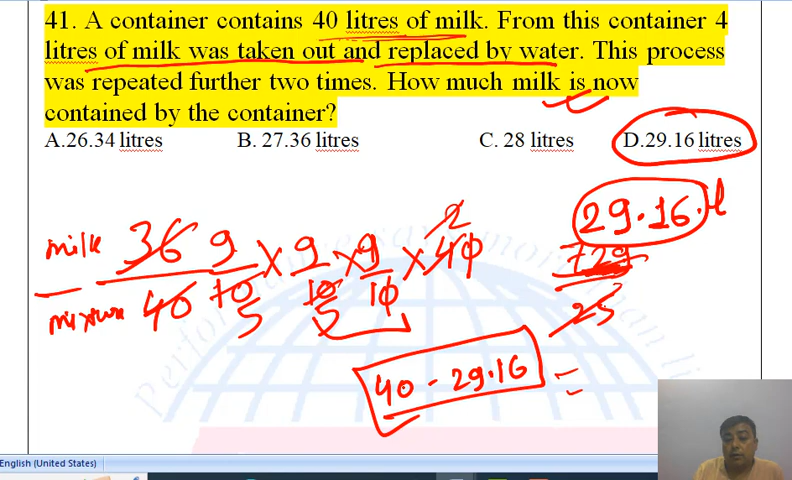 41. A container contains 40 litres of milk. From this container 4
litres of milk was taken out and replaced by water. This process
was repeated further two times. How much milk is now
contained by the container?
A.26.34 litres B. 27.36 litres C. 28 litres D.29.16 litres
29.16.l
milk 36 9 × 9 × 9 × 40 2
mixture 40 10 10 10
5 5
729
25
40 - 29.16 =
English (United States)